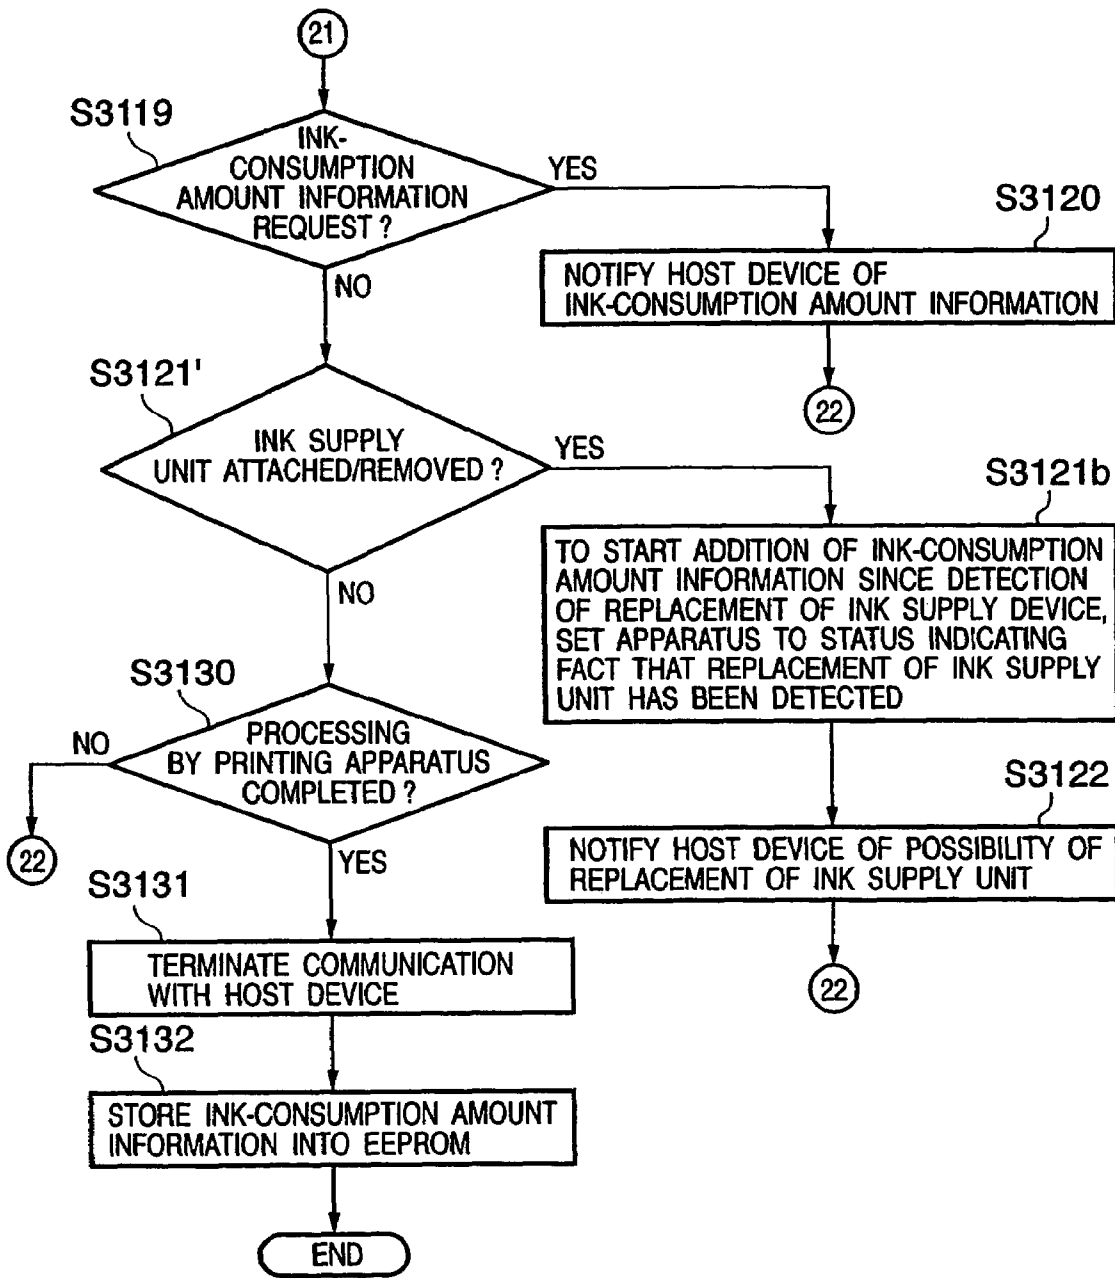 21
S3119
INK-
CONSUMPTION
AMOUNT INFORMATION
REQUEST ?
YES
NO
S3120
NOTIFY HOST DEVICE OF
INK-CONSUMPTION AMOUNT INFORMATION
22
S3121'
INK SUPPLY
UNIT ATTACHED/REMOVED ?
YES
NO
S3121b
TO START ADDITION OF INK-CONSUMPTION
AMOUNT INFORMATION SINCE DETECTION
OF REPLACEMENT OF INK SUPPLY DEVICE,
SET APPARATUS TO STATUS INDICATING
FACT THAT REPLACEMENT OF INK SUPPLY
UNIT HAS BEEN DETECTED
S3130
PROCESSING
BY PRINTING APPARATUS
COMPLETED ?
NO
22
YES
S3122
NOTIFY HOST DEVICE OF POSSIBILITY OF
REPLACEMENT OF INK SUPPLY UNIT
22
S3131
TERMINATE COMMUNICATION
WITH HOST DEVICE
S3132
STORE INK-CONSUMPTION AMOUNT
INFORMATION INTO EEPROM
END